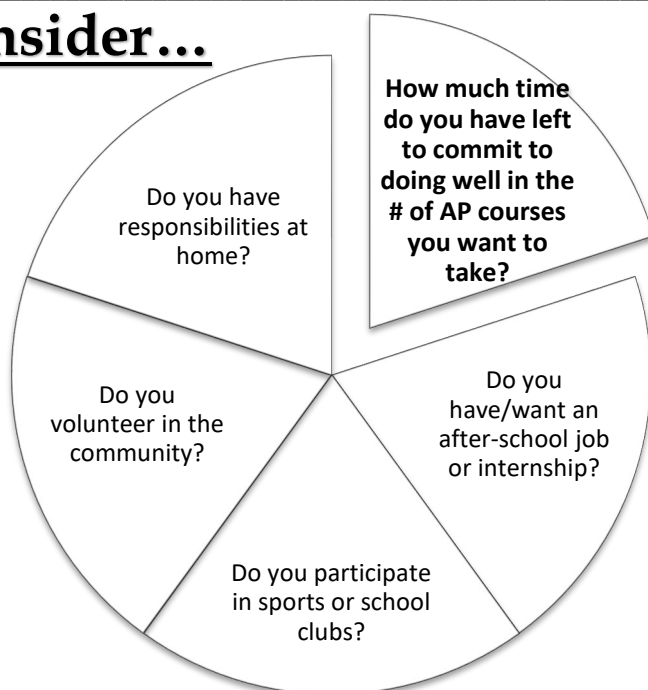 nsider…
How much time
do you have left
to commit to
doing well in the
# of AP courses
you want to
take?
Do you have
responsibilities at
home?
Do you
have/want an
after-school job
or internship?
Do you
volunteer in the
community?
Do you participate
in sports or school
clubs?